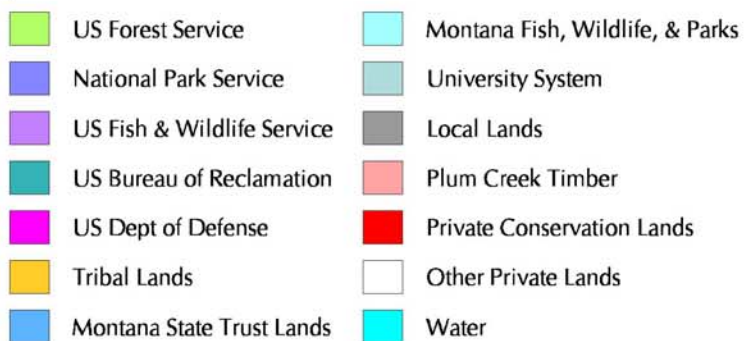 US Forest Service
National Park Service
US Fish & Wildlife Service
US Bureau of Reclamation
US Dept of Defense
Tribal Lands
Montana State Trust Lands
Montana Fish, Wildlife, & Parks
University System
Local Lands
Plum Creek Timber
Private Conservation Lands
Other Private Lands
Water